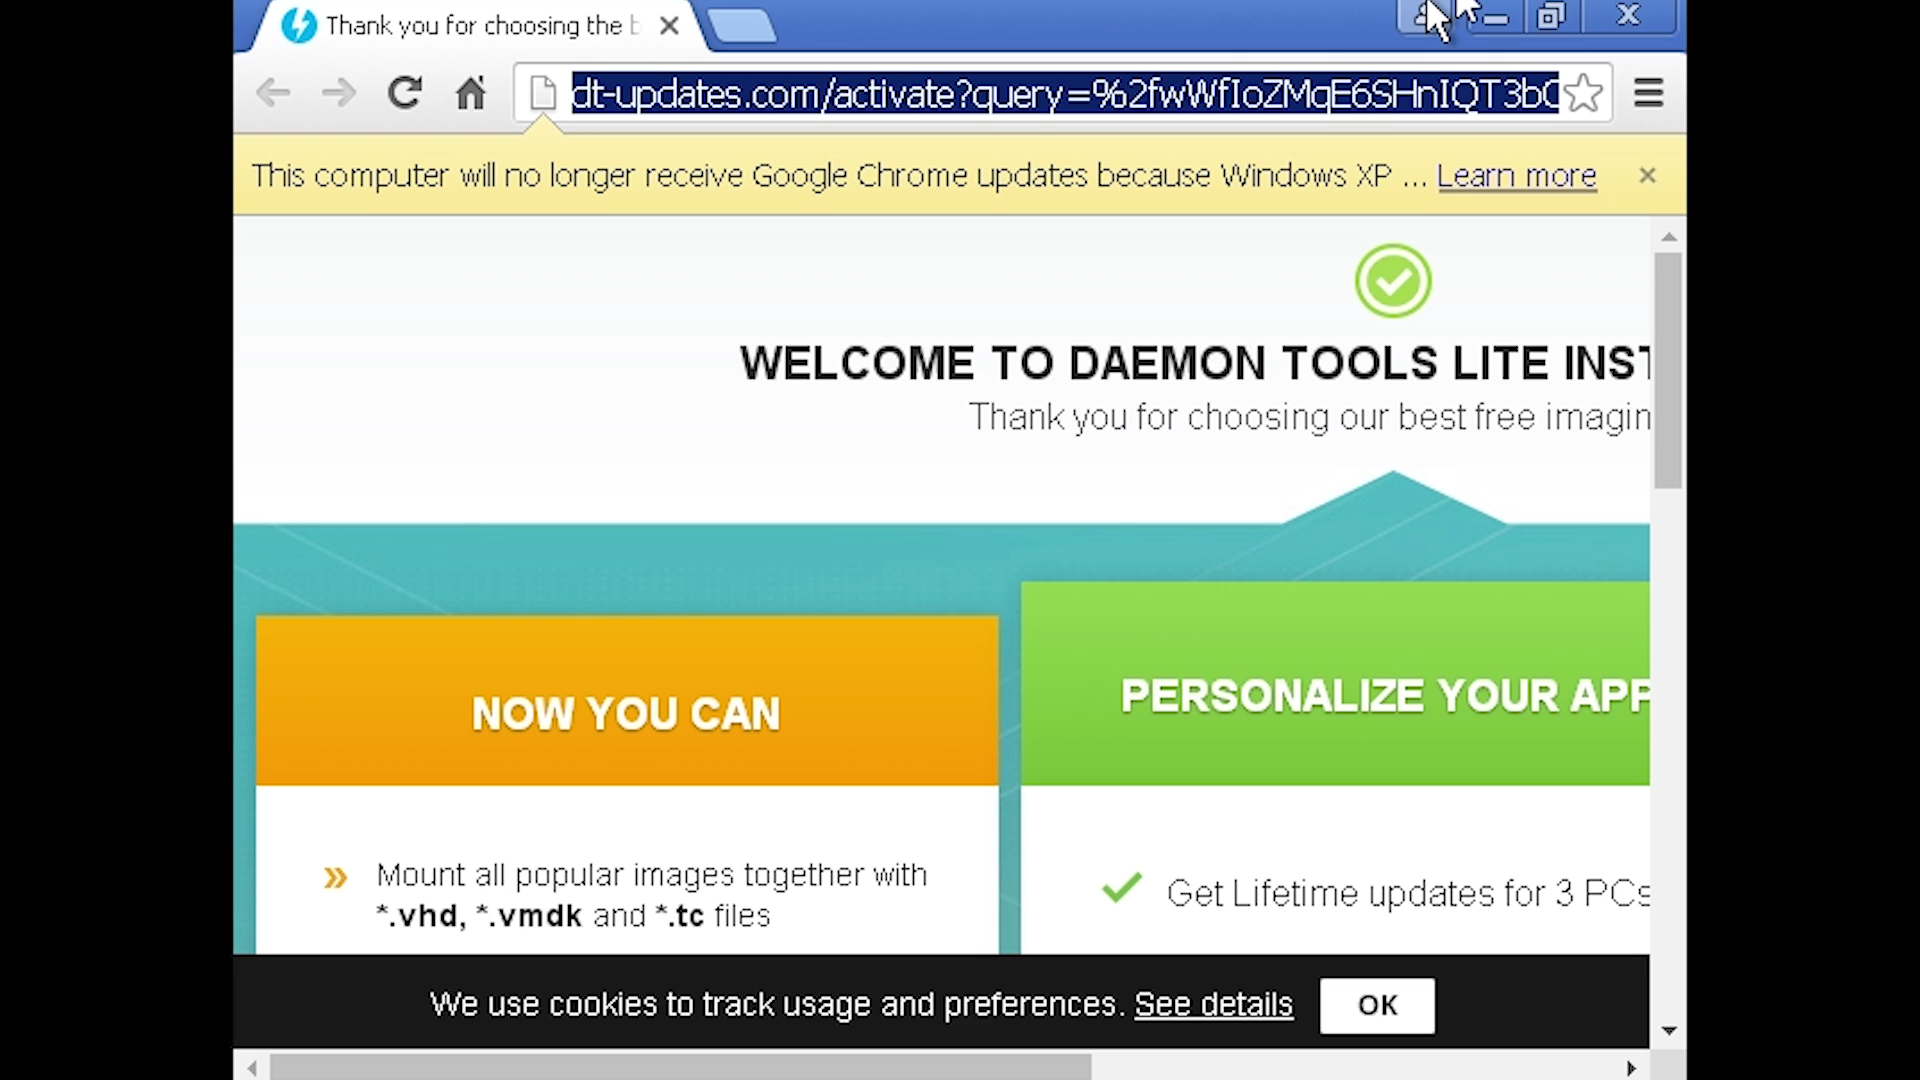 Thank you for choosing the
dt-updates.com/activate?query=%2fwWfIoZMqE6SHnIQT3bC
This computer will no longer receive Google Chrome updates because Windows XP ... Learn more
WELCOME TO DAEMON TOOLS LITE INST
Thank you for choosing our best free imagin
NOW YOU CAN
PERSONALIZE YOUR APP
Mount all popular images together with
*.vhd, *.vmdk and *.tc files
Get Lifetime updates for 3 PCs
We use cookies to track usage and preferences. See details
OK